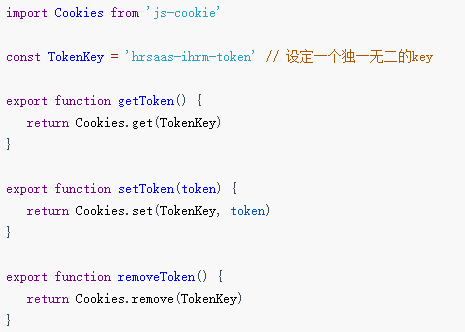 import Cookies from 'js-cookie'
const TokenKey = 'hrsaas-ihrm-token' // 设定一个独一无二的key
export function getToken() {
return Cookies.get(TokenKey)
}
export function setToken(token) {
return Cookies.set(TokenKey, token)
}
export function removeToken() {
return Cookies.remove(TokenKey)
}